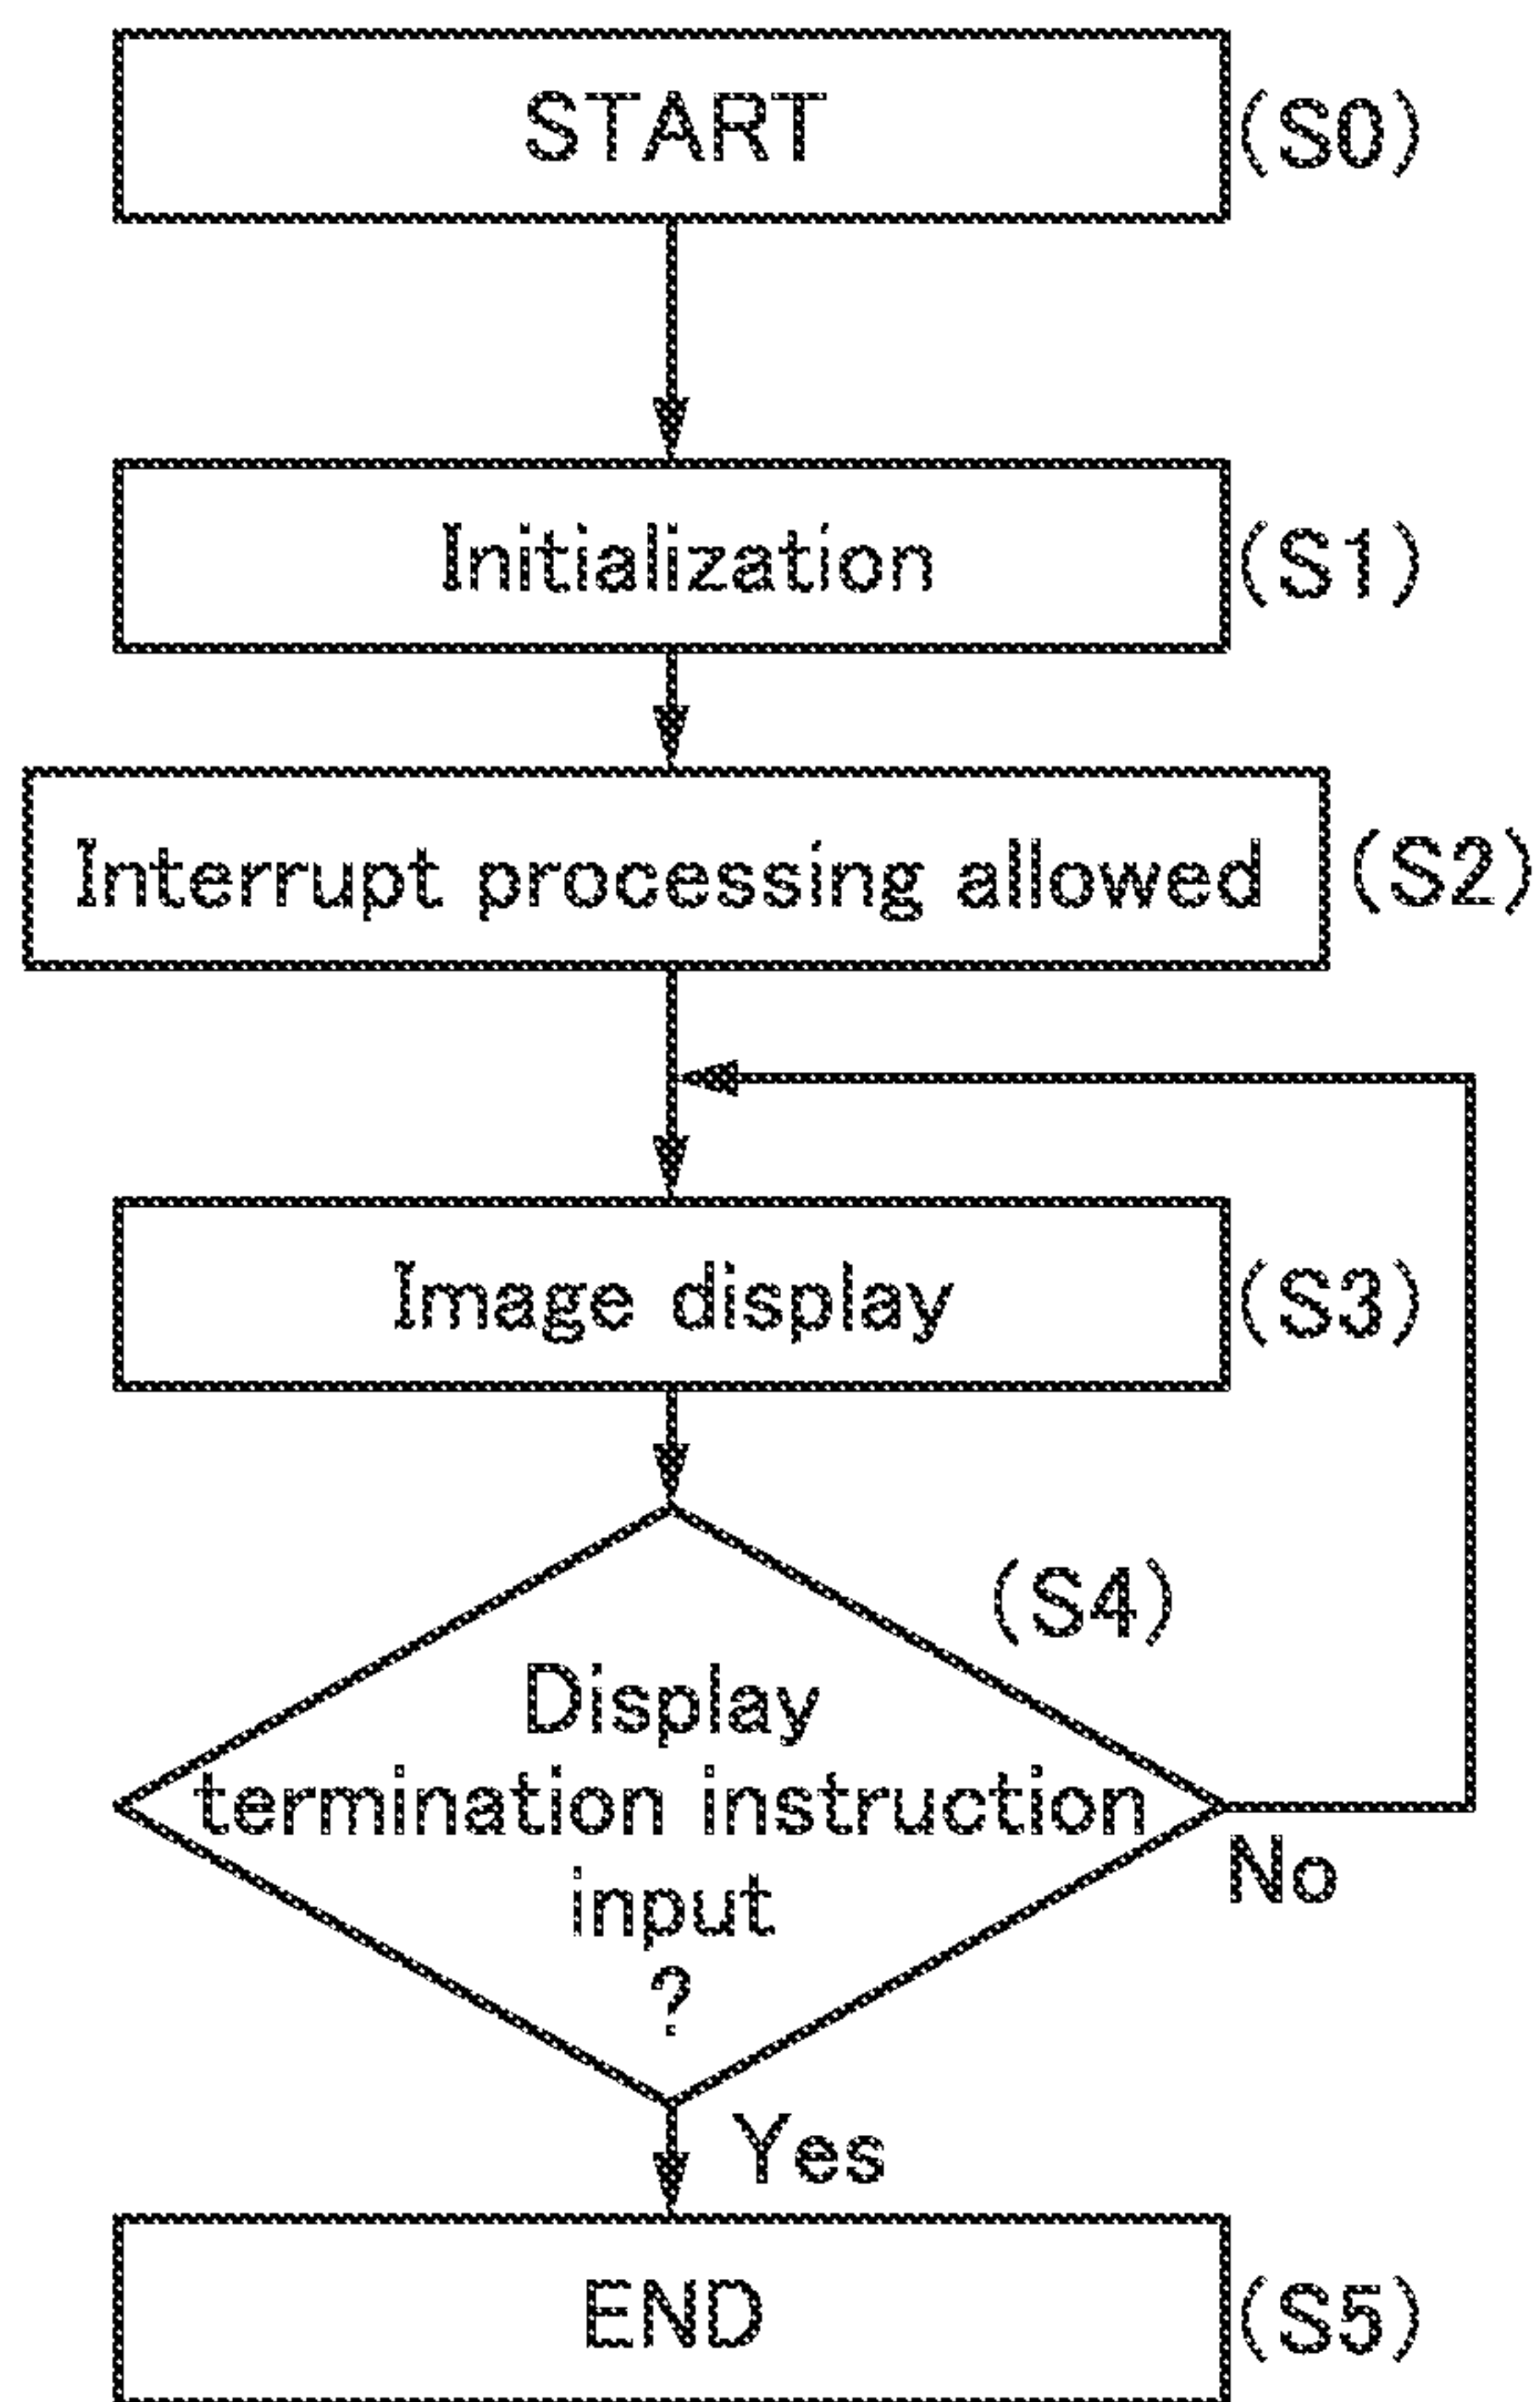 START
(S0)
Initialization
(S1)
Interrupt processing allowed
(S2)
Image display
(S3)
(S4)
Display
termination instruction
input
?
No
Yes
END
(S5)